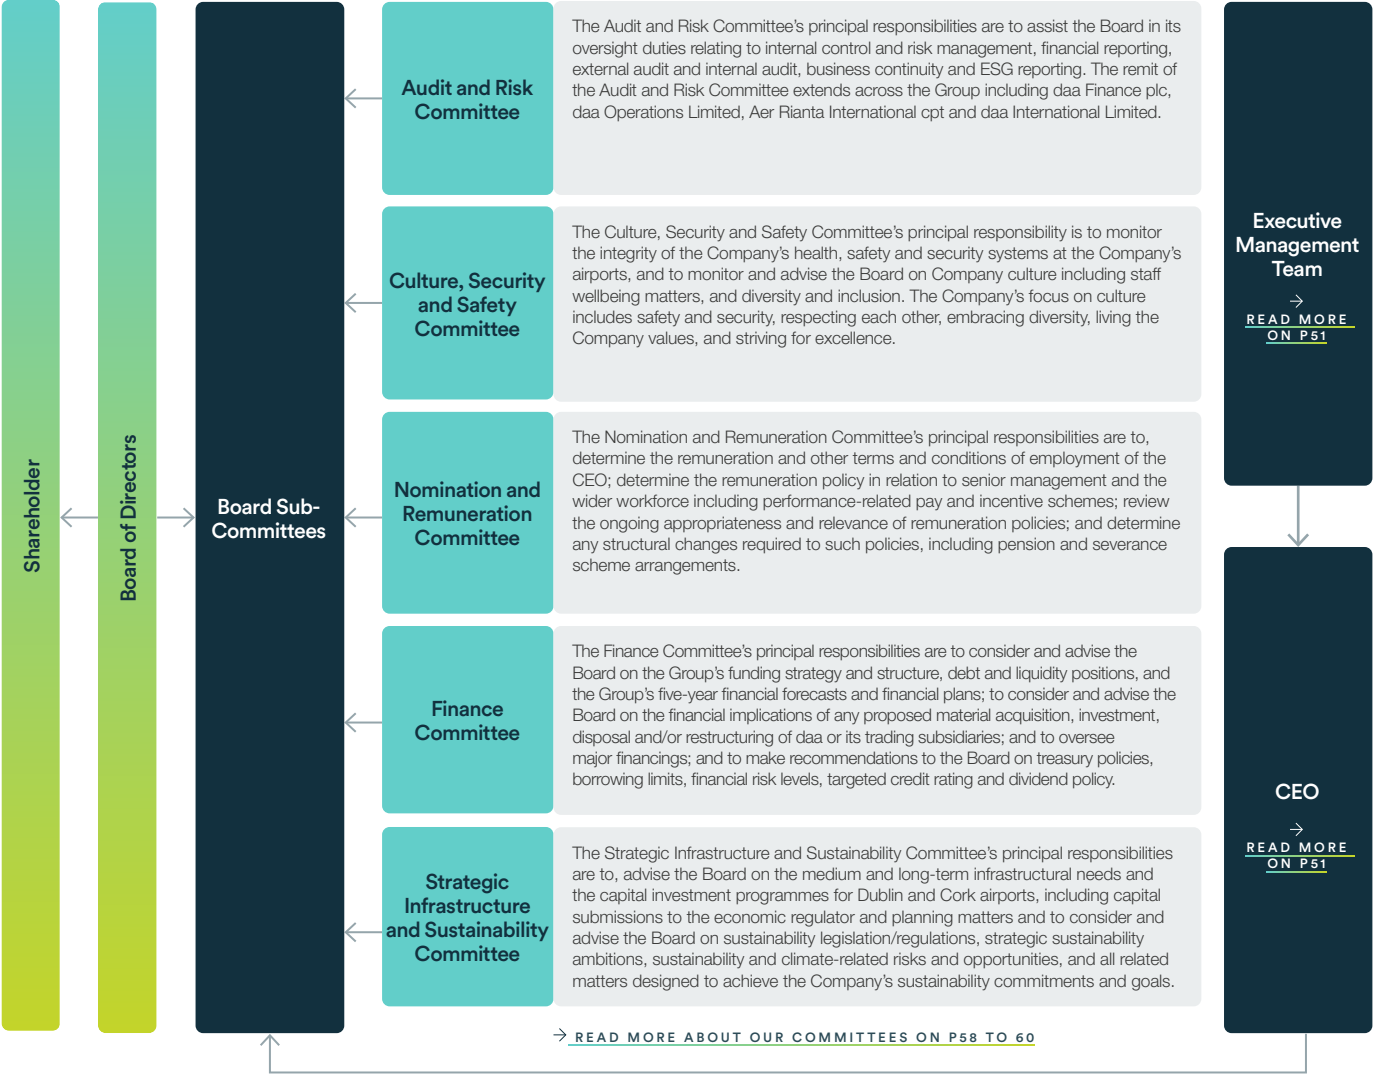 Shareholder
Board of Directors
Board Sub-
Committees
Audit and Risk
Committee
The Audit and Risk Committee’s principal responsibilities are to assist the Board in its
oversight duties relating to internal control and risk management, financial reporting,
external audit and internal audit, business continuity and ESG reporting. The remit of
the Audit and Risk Committee extends across the Group including daa Finance plc,
daa Operations Limited, Aer Rianta International cpt and daa International Limited.
Culture, Security
and Safety
Committee
The Culture, Security and Safety Committee’s principal responsibility is to monitor
the integrity of the Company’s health, safety and security systems at the Company’s
airports, and to monitor and advise the Board on Company culture including staff
wellbeing matters, and diversity and inclusion. The Company’s focus on culture
includes safety and security, respecting each other, embracing diversity, living the
Company values, and striving for excellence.
Nomination and
Remuneration
Committee
The Nomination and Remuneration Committee’s principal responsibilities are to,
determine the remuneration and other terms and conditions of employment of the
CEO; determine the remuneration policy in relation to senior management and the
wider workforce including performance-related pay and incentive schemes; review
the ongoing appropriateness and relevance of remuneration policies; and determine
any structural changes required to such policies, including pension and severance
scheme arrangements.
Finance
Committee
The Finance Committee’s principal responsibilities are to consider and advise the
Board on the Group’s funding strategy and structure, debt and liquidity positions, and
the Group’s five-year financial forecasts and financial plans; to consider and advise the
Board on the financial implications of any proposed material acquisition, investment,
disposal and/or restructuring of daa or its trading subsidiaries; and to oversee
major financings; and to make recommendations to the Board on treasury policies,
borrowing limits, financial risk levels, targeted credit rating and dividend policy.
Strategic
Infrastructure
and Sustainability
Committee
The Strategic Infrastructure and Sustainability Committee’s principal responsibilities
are to, advise the Board on the medium and long-term infrastructural needs and
the capital investment programmes for Dublin and Cork airports, including capital
submissions to the economic regulator and planning matters and to consider and
advise the Board on sustainability legislation/regulations, strategic sustainability
ambitions, sustainability and climate-related risks and opportunities, and all related
matters designed to achieve the Company’s sustainability commitments and goals.
READ MORE ABOUT OUR COMMITTEES ON P58 TO 60
Executive
Management
Team
READ MORE
ON P51
CEO
READ MORE
ON P51